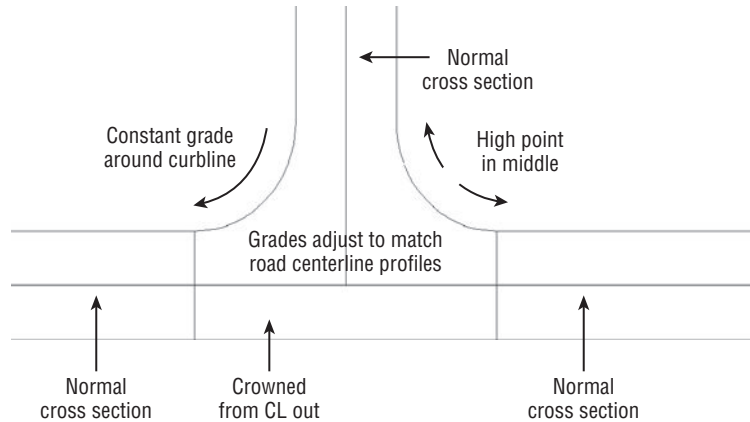 Normal
cross section
Constant grade
around curbline
High point
in middle
Grades adjust to match
road centerline profiles
Normal
cross section
Crowned
from CL out
Normal
cross section